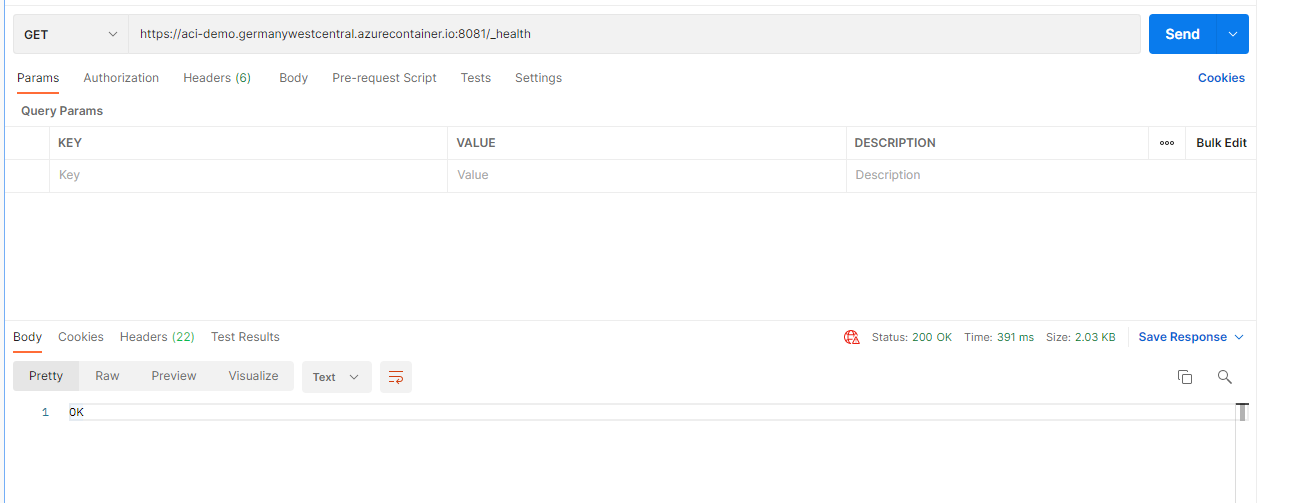 GET https://aci-demo.germanywestcentral.azurecontainer.io:8081/_health Send
Params Authorization Headers (6) Body Pre-request Script Tests Settings Cookies
Query Params
KEY VALUE DESCRIPTION ooo Bulk Edit
Key Value Description
Body Cookies Headers (22) Test Results Status: 200 OK Time: 391 ms Size: 2.03 KB Save Response
Pretty Raw Preview Visualize Text
1 OK